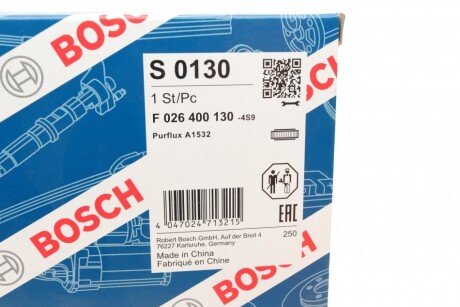 BOSCH
S 0130
1 St/Pc
F 026 400 130 -4S9
Purflux A1532
BOSCH
4 047024 713215
EAC
Robert Bosch GmbH, Auf der Breit 4
76227 Karlsruhe, Germany
250
Made in China
Fabriqué en Chine
BOSCH